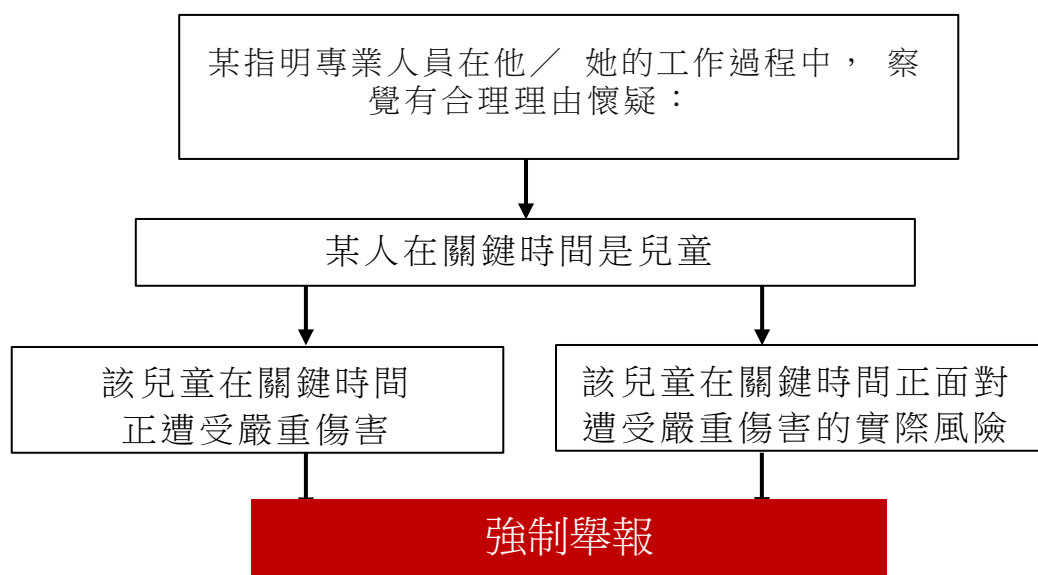 某指明專業人員在他／ 她的工作過程中， 察
覺有合理理由懷疑：
某人在關鍵時間是兒童
該兒童在關鍵時間
正遭受嚴重傷害
該兒童在關鍵時間正面對
遭受嚴重傷害的實際風險
強制舉報